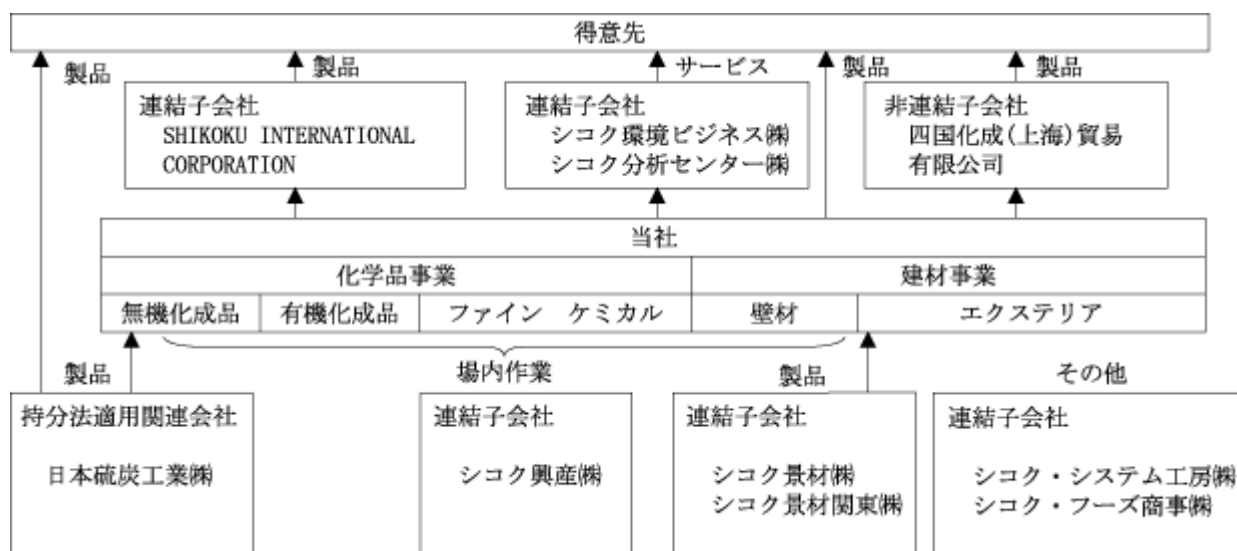 得意先
製品
製品
サービス
製品
製品
連結子会社
SHIKOKU INTERNATIONAL
CORPORATION
連結子会社
シコク環境ビジネス㈱
シコク分析センター㈱
非連結子会社
四国化成(上海)貿易
有限公司
当社
化学品事業
建材事業
無機化成品
有機化成品
ファイン ケミカル
壁材
エクステリア
製品
場内作業
製品
その他
持分法適用関連会社
日本硫炭工業㈱
連結子会社
シコク興産㈱
連結子会社
シコク景材㈱
シコク景材関東㈱
連結子会社
シコク・システム工房㈱
シコク・フーズ商事㈱